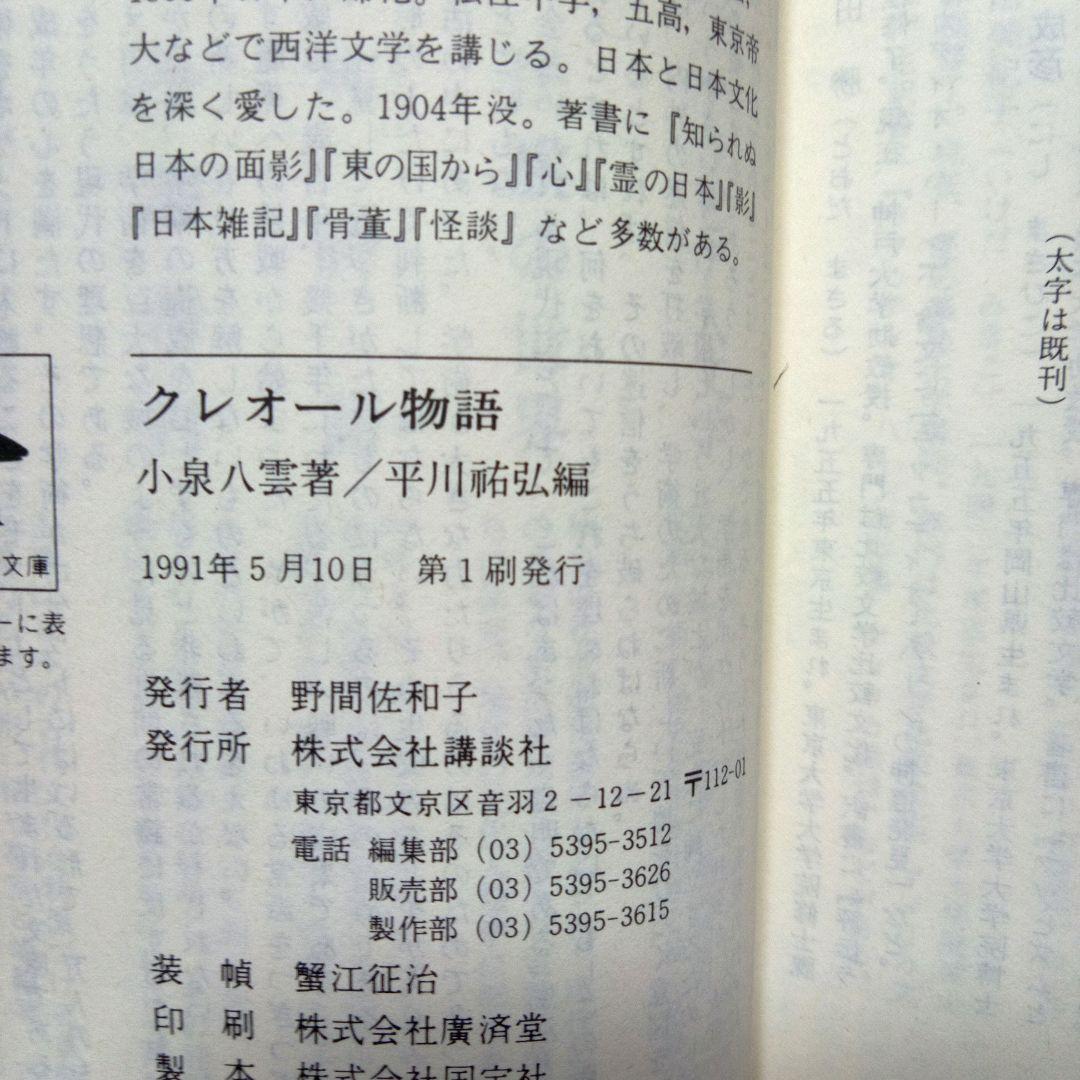 大などで西洋文学を講じる。日本と日本文化
を深く愛した。1904年没。著書に『知られぬ
日本の面影』『東の国から』『心』『霊の日本』『影』
『日本雑記』『骨董』『怪談』など多数がある。
クレオール物語
小泉八雲著／平川祐弘編
1991年5月10日 第1刷発行
発行者 野間佐和子
発行所 株式会社講談社
東京都文京区音羽2-12-21 〒112-01
電話 編集部 (03) 5395-3512
販売部 (03) 5395-3626
製作部 (03) 5395-3615
装幀 蟹江征治
印刷 株式会社廣済堂
製本 株式会社国宝社
文庫
ーに表
ます。
(太字は既刊)